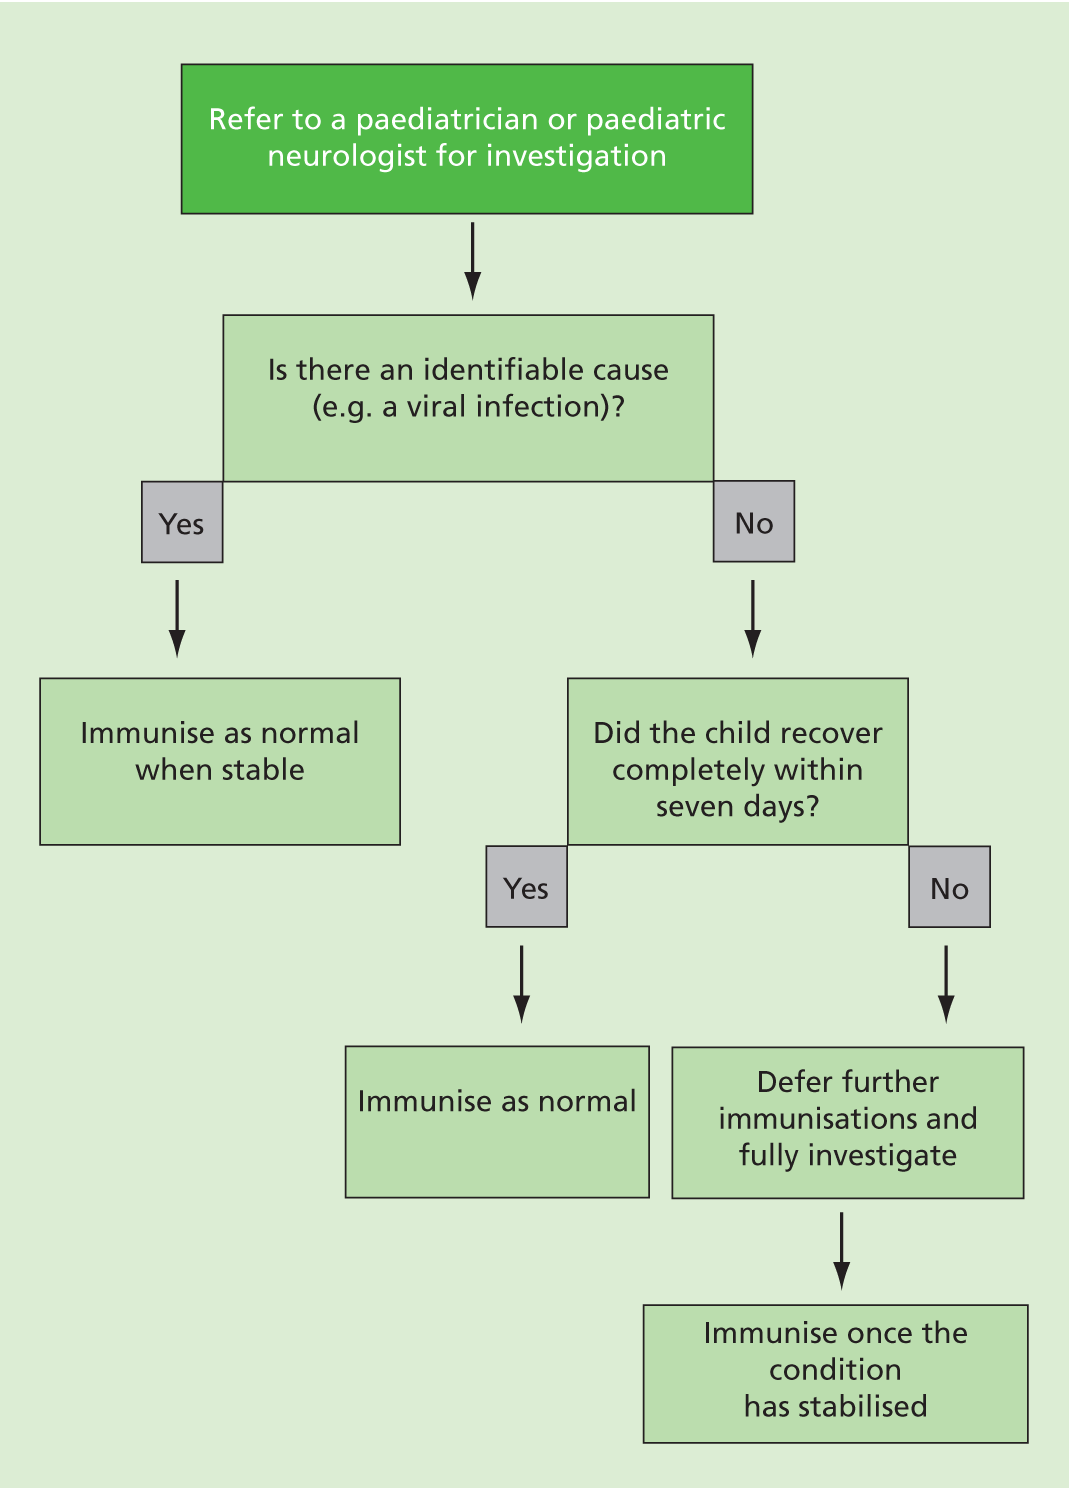 Refer to a paediatrician or paediatric
neurologist for investigation
Is there an identifiable cause
(e.g. a viral infection)?
Yes
No
Immunise as normal
when stable
Did the child recover
completely within
seven days?
Yes
No
Immunise as normal
Defer further
immunisations and
fully investigate
Immunise once the
condition
has stabilised